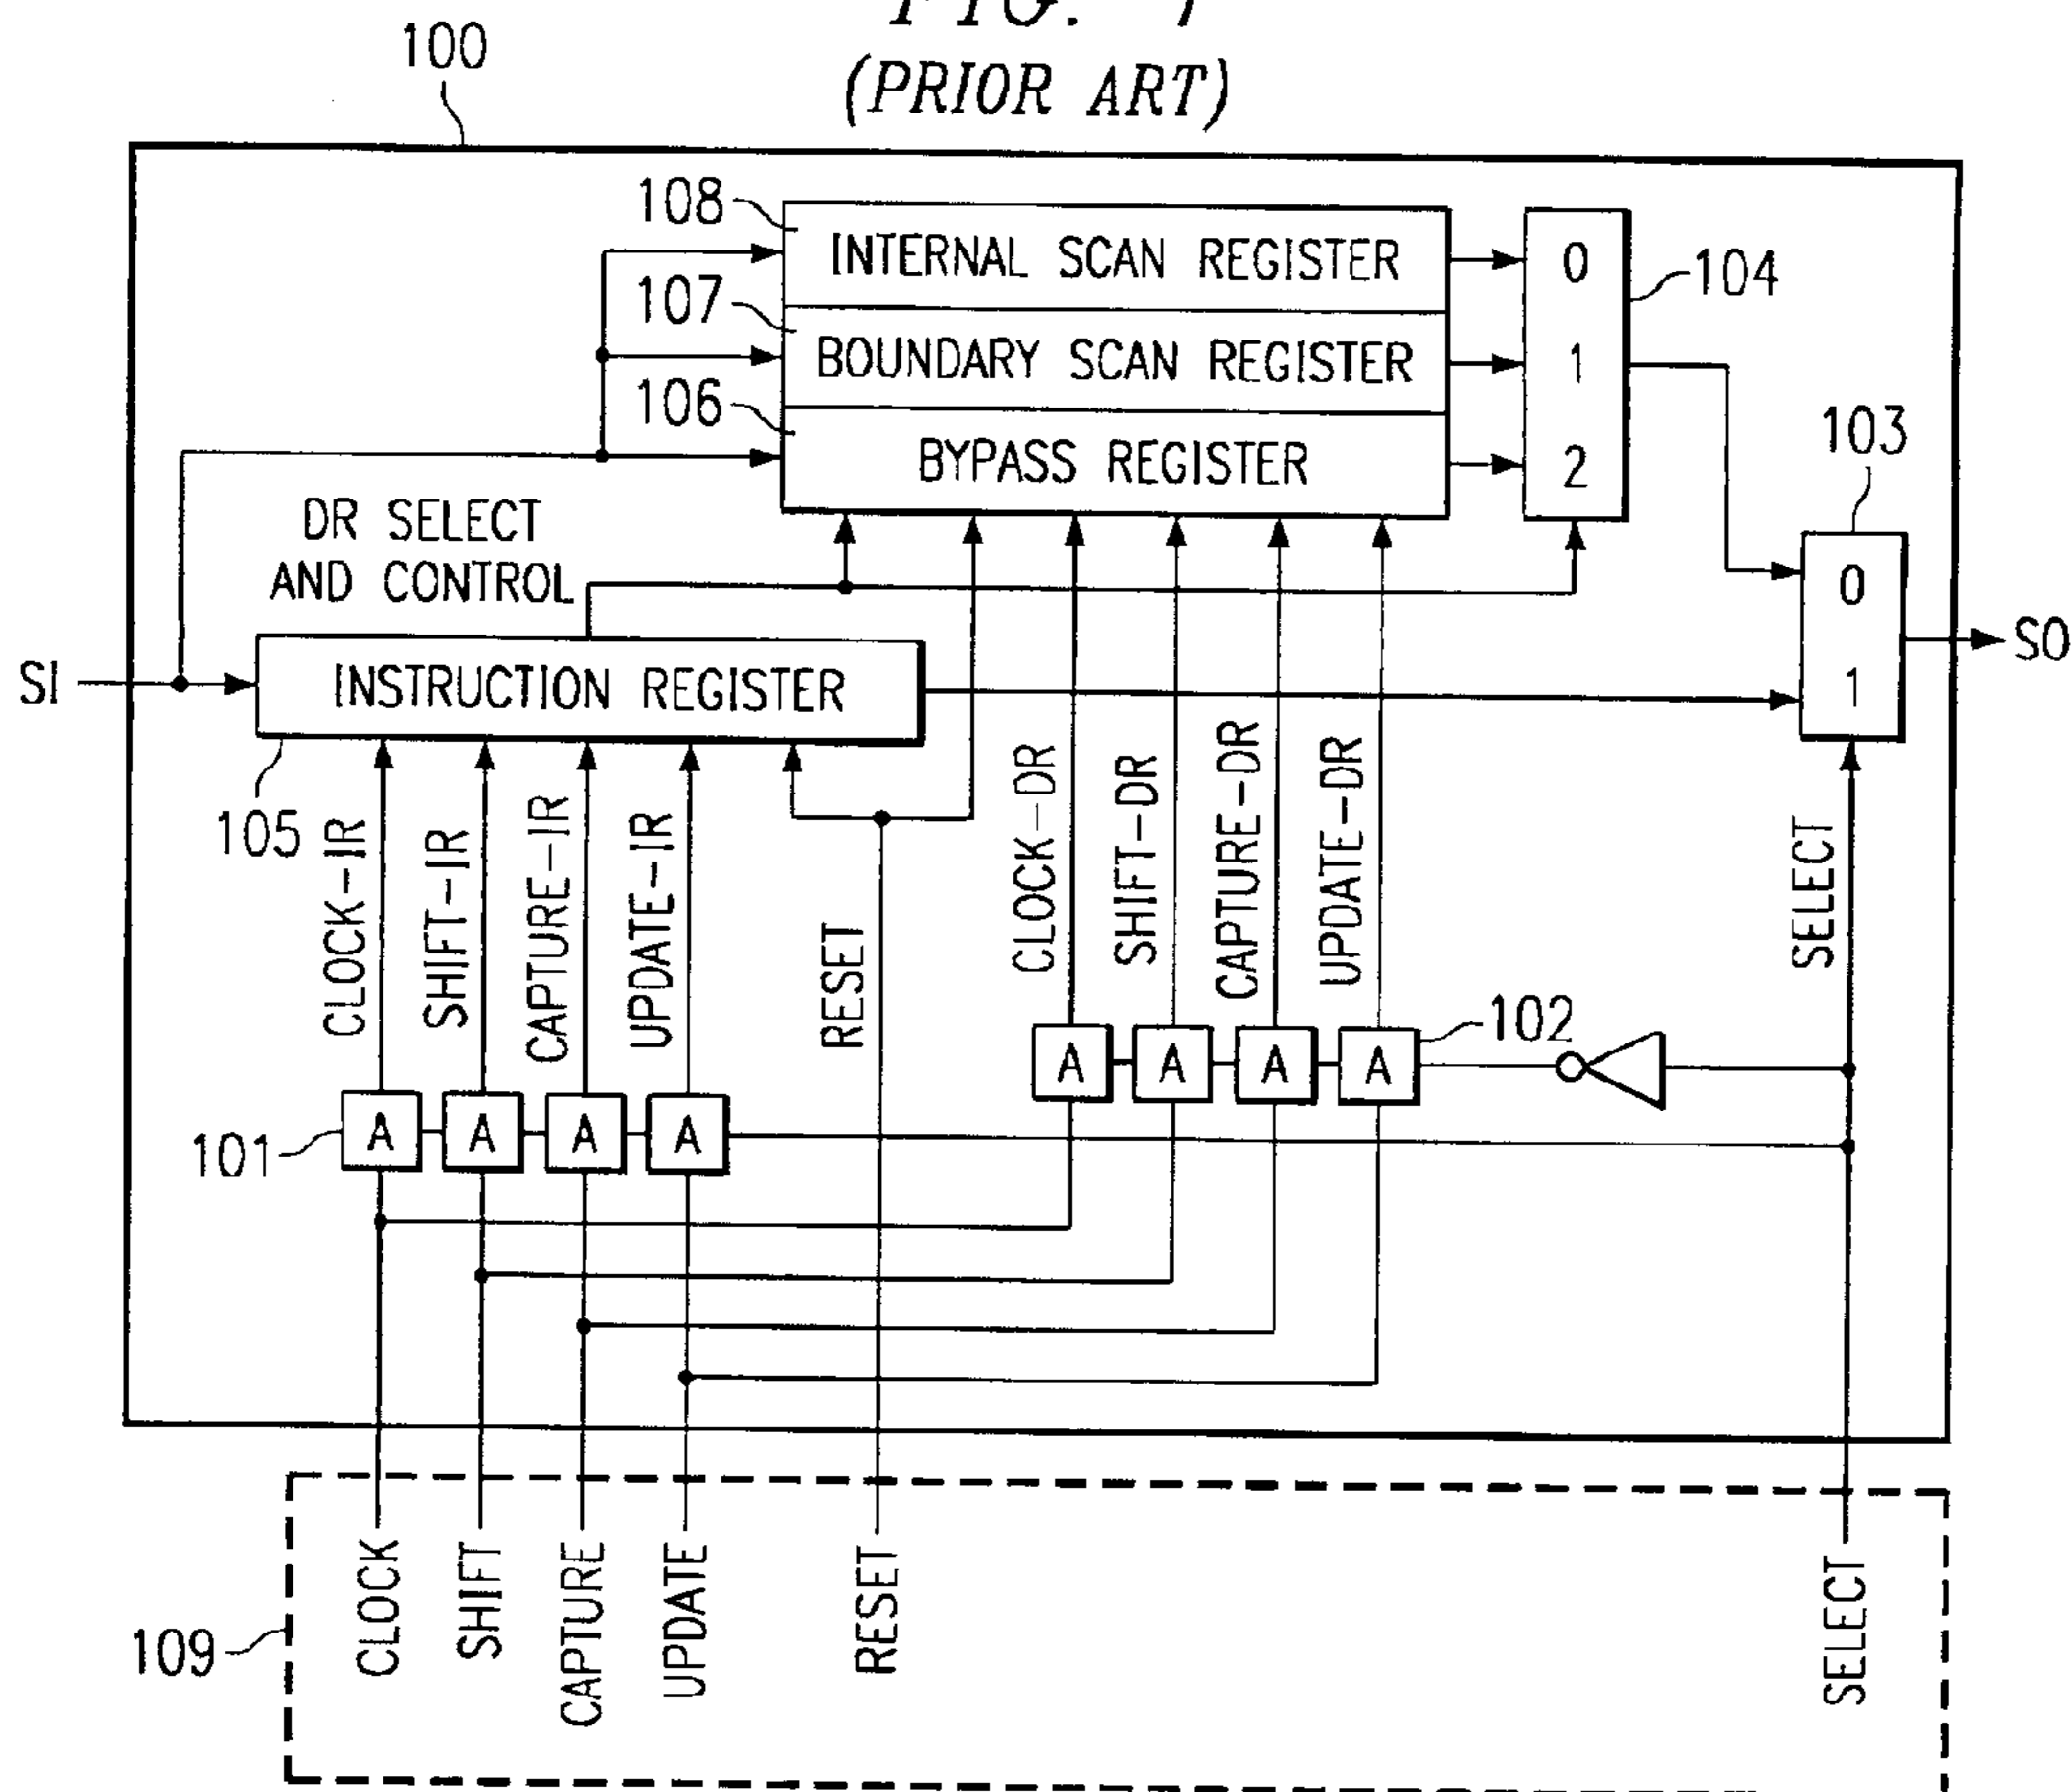 FIG. 1
(PRIOR ART)
100
108
INTERNAL SCAN REGISTER
0
104
107
BOUNDARY SCAN REGISTER
1
106
BYPASS REGISTER
2
103
DR SELECT
AND CONTROL
0
SI
INSTRUCTION REGISTER
1
SO
105
CLOCK-IR
SHIFT-IR
CAPTURE-IR
UPDATE-IR
RESET
CLOCK-DR
SHIFT-DR
CAPTURE-DR
UPDATE-DR
SELECT
102
A
A
A
A
101
A
A
A
A
109
CLOCK
SHIFT
CAPTURE
UPDATE
RESET
SELECT